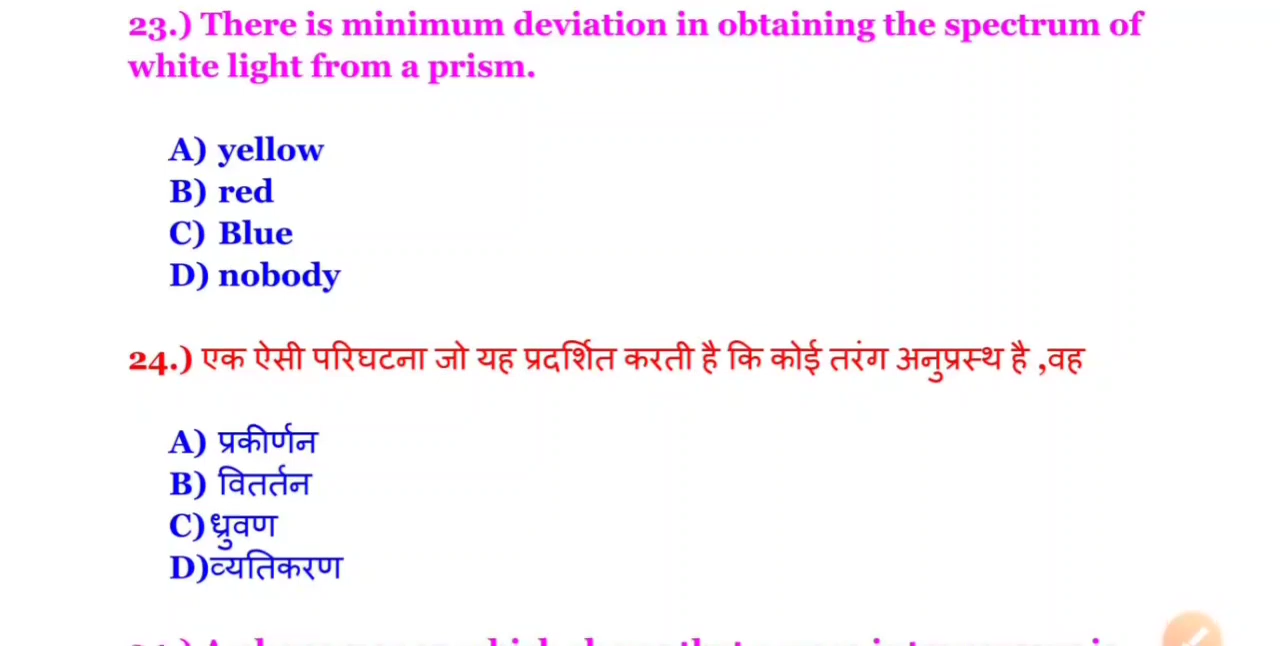 23.) There is minimum deviation in obtaining the spectrum of
white light from a prism.
A) yellow
B) red
C) Blue
D) nobody
24.) एक ऐसी परिघटना जो यह प्रदर्शित करती है कि कोई तरंग अनुप्रस्थ है ,वह
A) प्रकीर्णन
B) विवर्तन
C) ध्रुवण
D)व्यतिकरण